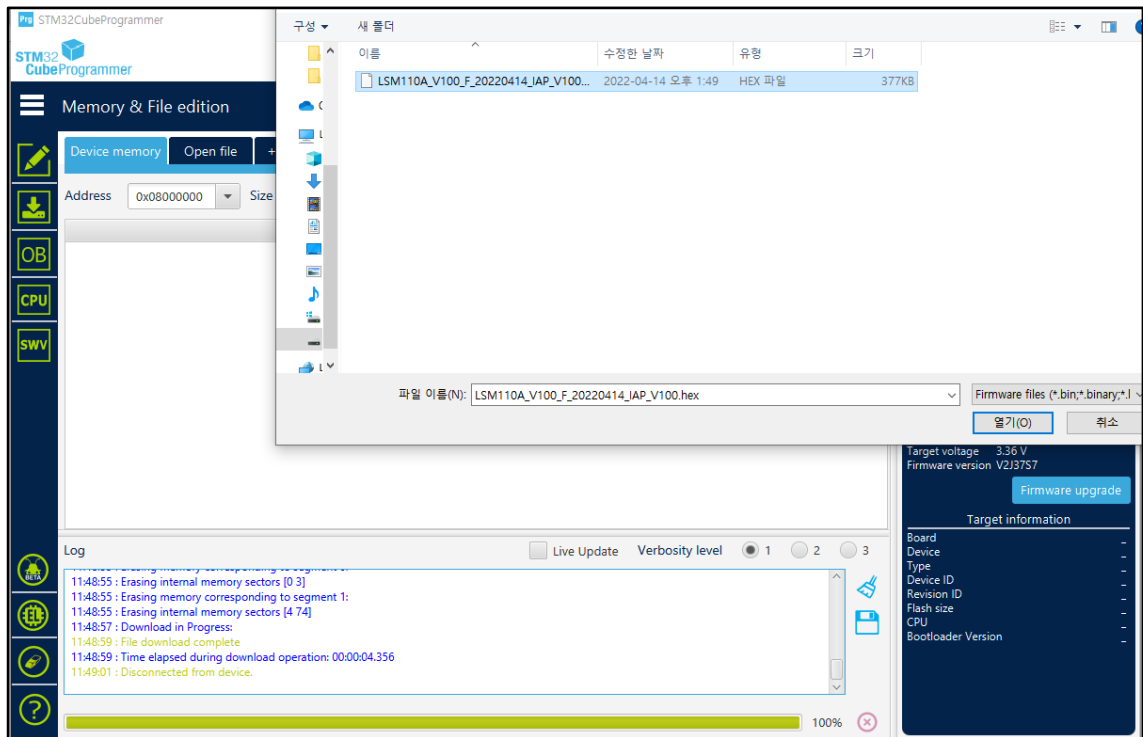 Prg STM32CubeProgrammer
STM32
CubeProgrammer
Memory & File edition
Device memory Open file +
Address 0x08000000 Size
OB
CPU
SWV
BETA
구성 새 폴더
이름 수정한 날짜 유형 크기
LSM110A_V100_F_20220414_IAP_V100... 2022-04-14 오후 1:49 HEX 파일 377KB
파일 이름(N): LSM110A_V100_F_20220414_IAP_V100.hex Firmware files (*.bin;*.binary;*.l
열기(O) 취소
Target voltage 3.36 V
Firmware version V2J37S7
Firmware upgrade
Target information
Board -
Device -
Type -
Device ID -
Revision ID -
Flash size -
CPU -
Bootloader Version -
Log Live Update Verbosity level 1 2 3
11:48:55 : Erasing internal memory sectors [0 3]
11:48:55 : Erasing memory corresponding to segment 1:
11:48:55 : Erasing internal memory sectors [4 74]
11:48:57 : Download in Progress:
11:48:59 : File download complete
11:48:59 : Time elapsed during download operation: 00:00:04.356
11:49:01 : Disconnected from device.
100%
?